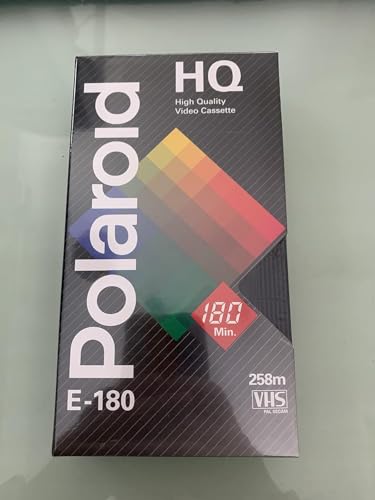 Polaroid
HQ
High Quality
Video Cassette
180
Min.
E-180
258m
VHS
PAL SECAM